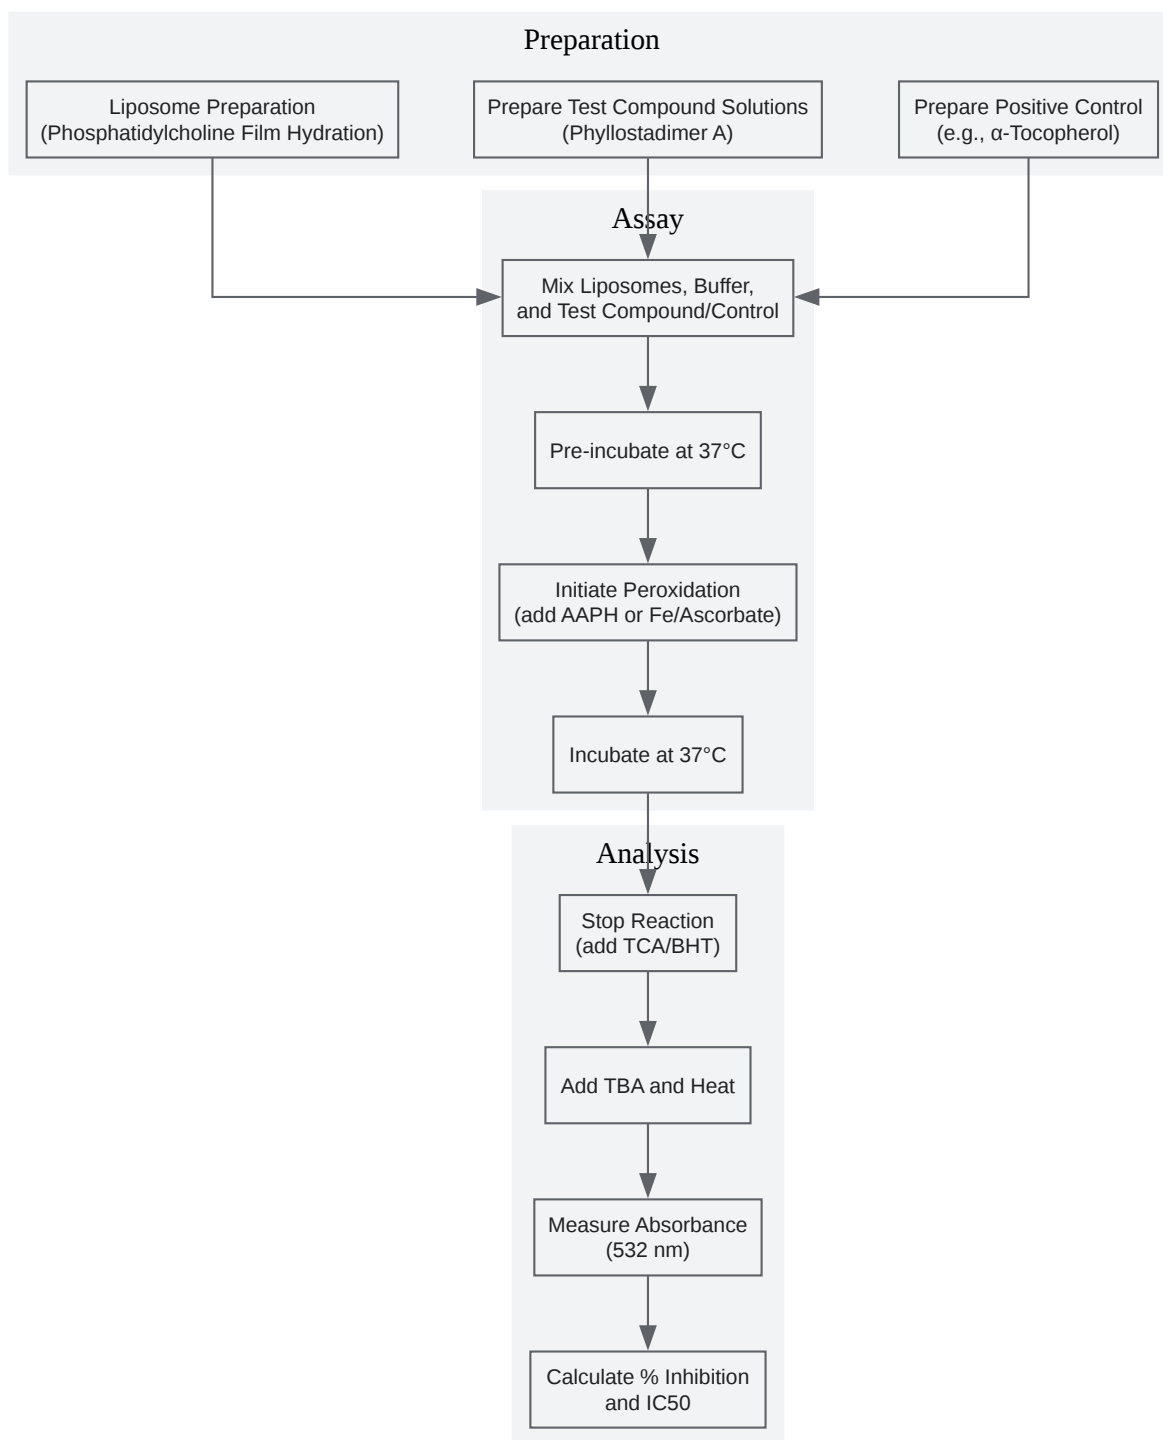 Preparation
Liposome Preparation
(Phosphatidylcholine Film Hydration)
Prepare Test Compound Solutions
(Phyllostadimer A)
Prepare Positive Control
(e.g., α-Tocopherol)
Assay
Mix Liposomes, Buffer,
and Test Compound/Control
Pre-incubate at 37°C
Initiate Peroxidation
(add AAPH or Fe/Ascorbate)
Incubate at 37°C
Analysis
Stop Reaction
(add TCA/BHT)
Add TBA and Heat
Measure Absorbance
(532 nm)
Calculate % Inhibition
and IC50